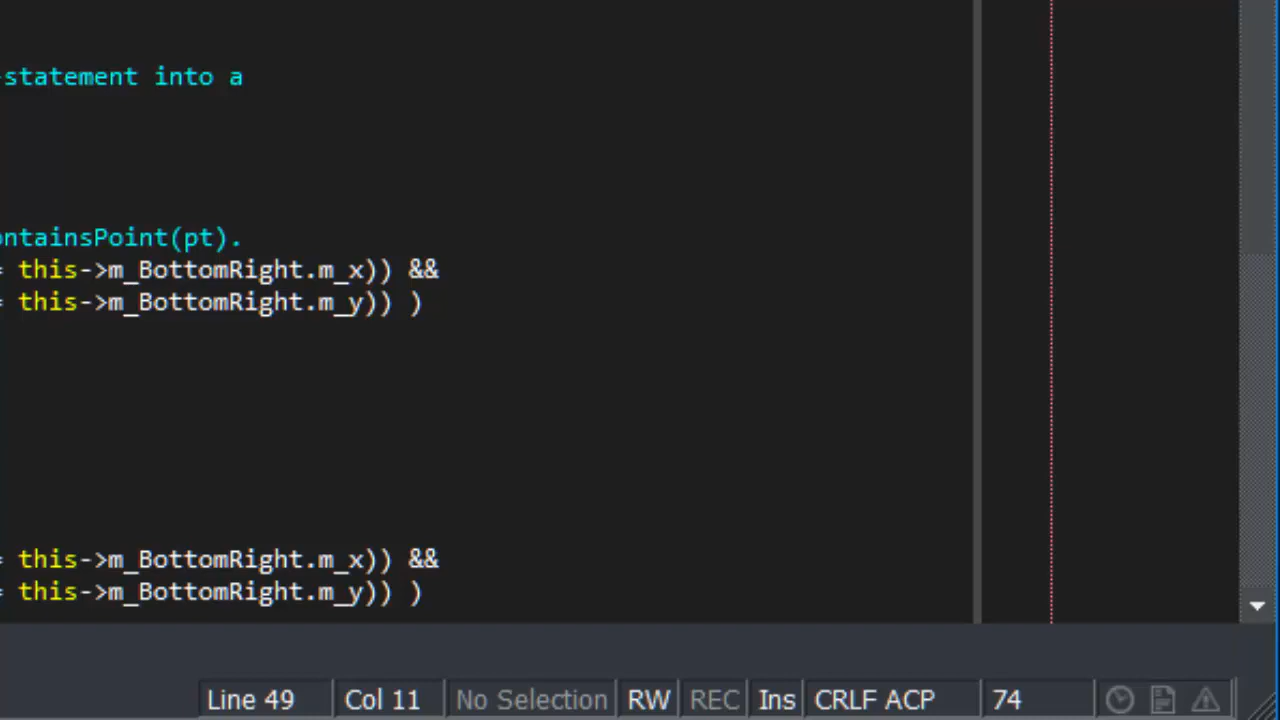 -statement into a
ontainsPoint(pt).
= this->m_BottomRight.m_x)) &&
= this->m_BottomRight.m_y)) )
= this->m_BottomRight.m_x)) &&
= this->m_BottomRight.m_y)) )
Line 49 Col 11 No Selection RW REC Ins CRLF ACP 74